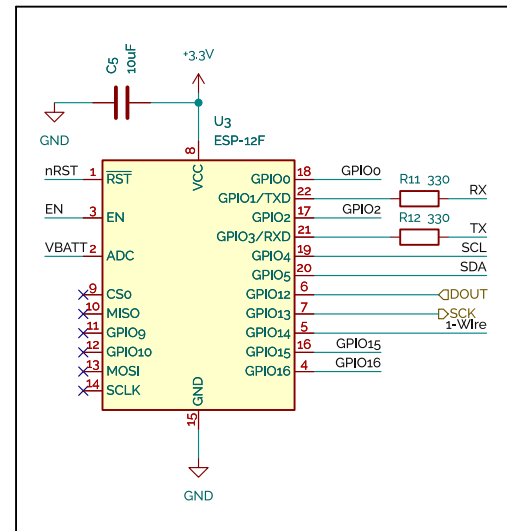 C5
10uF
+3.3V
GND
U3
ESP-12F
8
VCC
nRST 1 RST
EN 3 EN
VBATT 2 ADC
9 CS0
10 MISO
11 GPIO9
12 GPIO10
13 MOSI
14 SCLK
GPIO0 18 GPIO0
GPIO1/TXD 22 R11 330 RX
GPIO2 17 GPIO2
GPIO3/RXD 21 R12 330 TX
GPIO4 19 SCL
GPIO5 20 SDA
GPIO12 6 DOUT
GPIO13 7 SCK
GPIO14 5 1-Wire
GPIO15 16 GPIO15
GPIO16 4 GPIO16
GND
15
GND